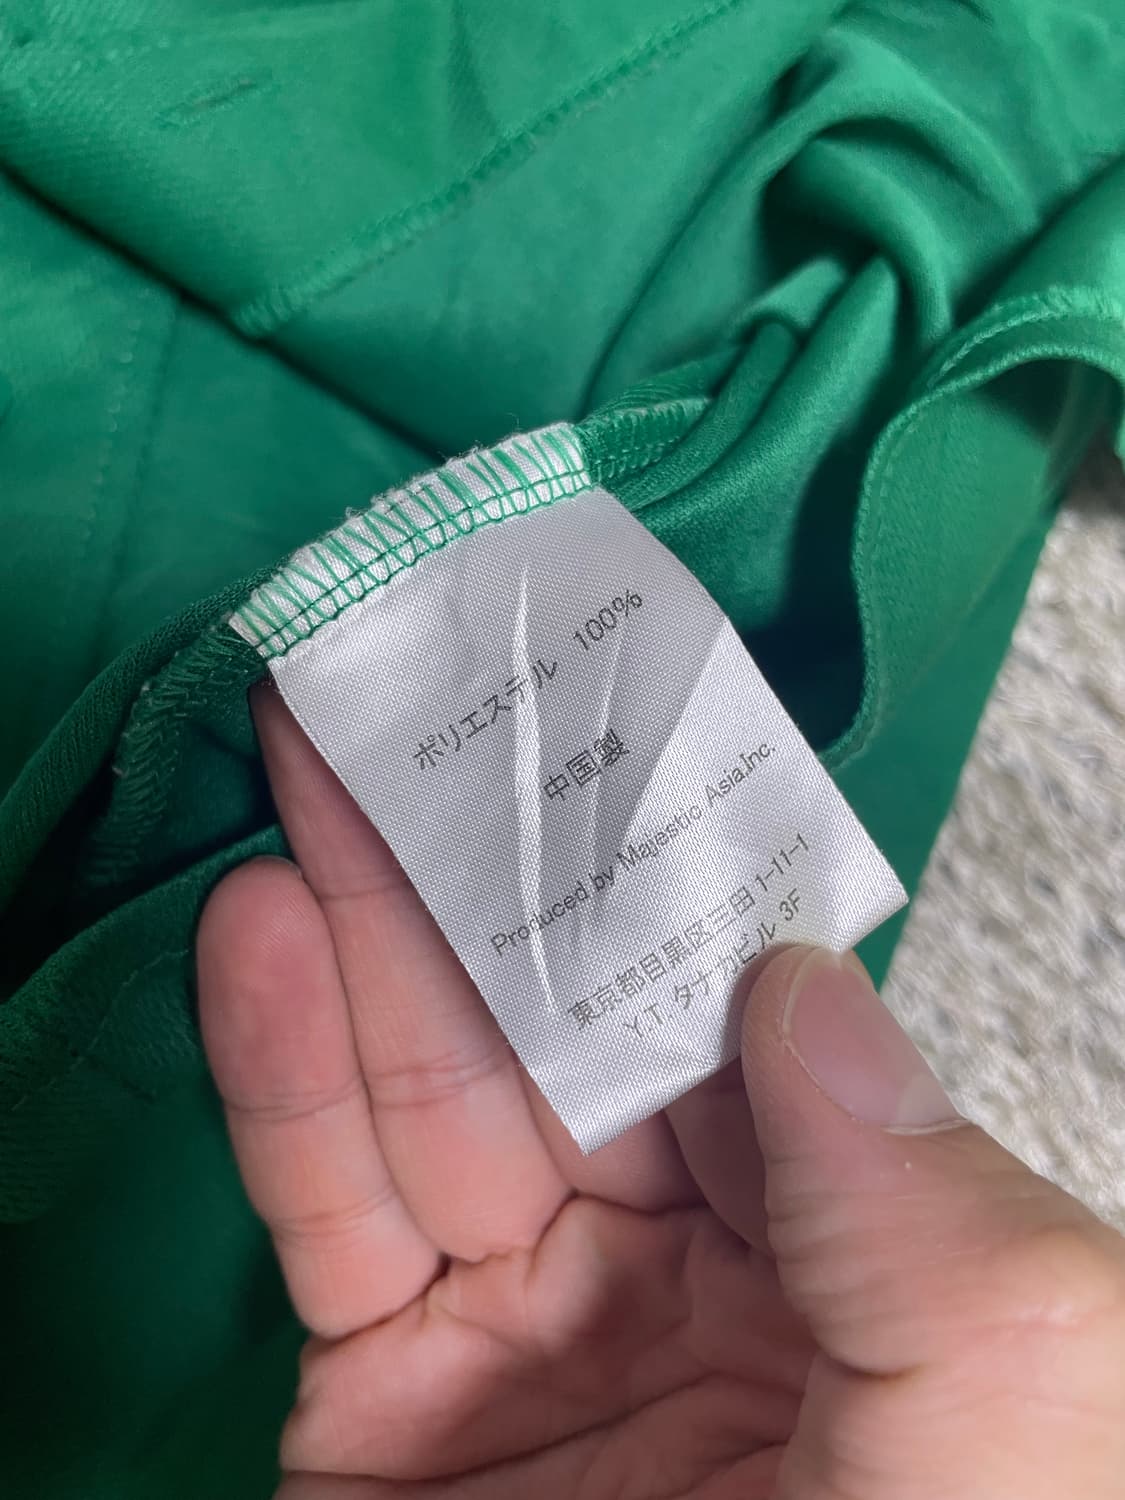 ポリエステル 100%
中国製
Produced by Majestic Asia,Inc.
東京都目黒区三田 1-11-1
Y.T. タナカビル 3F